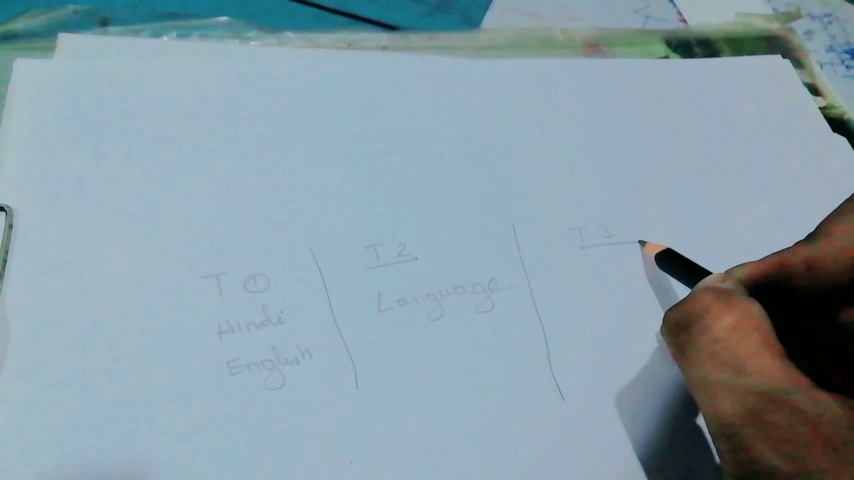 T ①
Hindi
English
T 2
Language
T 3